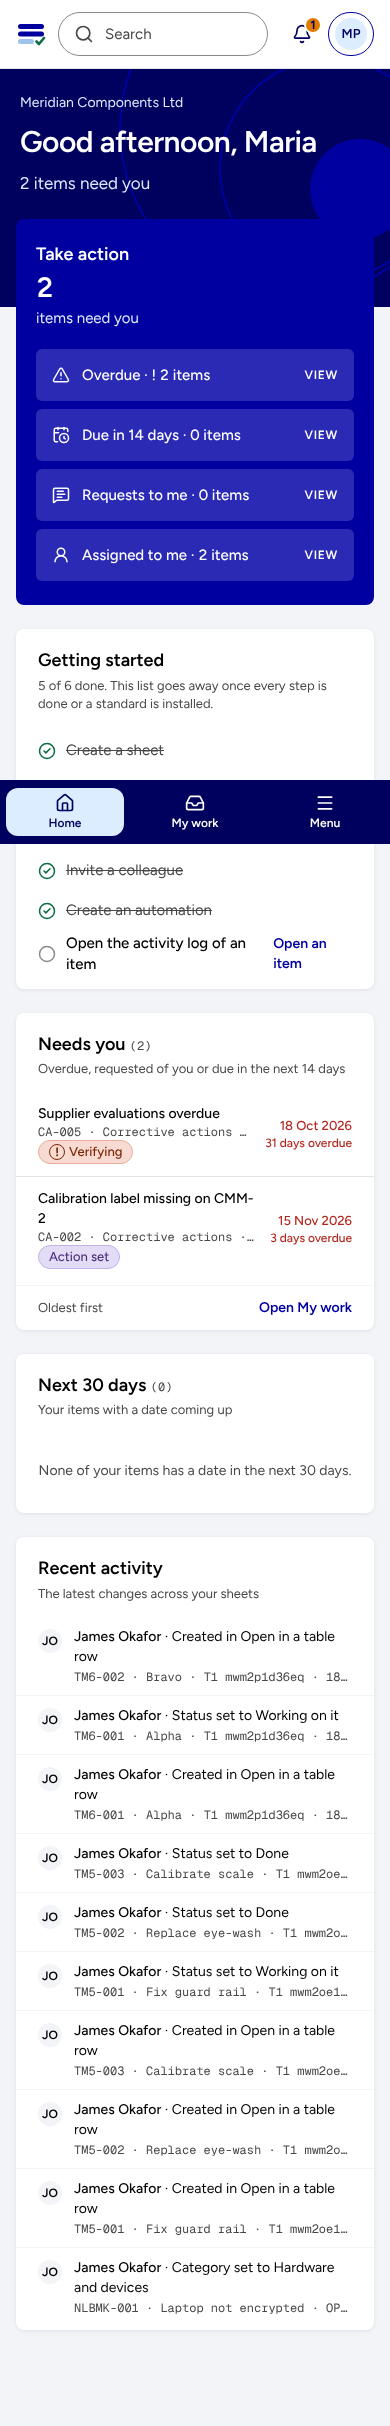 Search
1
MP
Meridian Components Ltd
Good afternoon, Maria
2 items need you
Take action
2
items need you
Overdue · ! 2 items VIEW
Due in 14 days · 0 items VIEW
Requests to me · 0 items VIEW
Assigned to me · 2 items VIEW
Getting started
5 of 6 done. This list goes away once every step is
done or a standard is installed.
Create a sheet
Home My work Menu
Invite a colleague
Create an automation
Open the activity log of an
item
Open an
item
Needs you (2)
Overdue, requested of you or due in the next 14 days
Supplier evaluations overdue
CA-005 · Corrective actions …
Verifying
18 Oct 2026
31 days overdue
Calibration label missing on CMM-
2
CA-002 · Corrective actions ·…
Action set
15 Nov 2026
3 days overdue
Oldest first Open My work
Next 30 days (0)
Your items with a date coming up
None of your items has a date in the next 30 days.
Recent activity
The latest changes across your sheets
JO James Okafor · Created in Open in a table
row
TM6-002 · Bravo · T1 mwm2p1d36eq · 18…
JO James Okafor · Status set to Working on it
TM6-001 · Alpha · T1 mwm2p1d36eq · 18…
JO James Okafor · Created in Open in a table
row
TM6-001 · Alpha · T1 mwm2p1d36eq · 18…
JO James Okafor · Status set to Done
TM5-003 · Calibrate scale · T1 mwm2oe…
JO James Okafor · Status set to Done
TM5-002 · Replace eye-wash · T1 mwm2o…
JO James Okafor · Status set to Working on it
TM5-001 · Fix guard rail · T1 mwm2oe1…
JO James Okafor · Created in Open in a table
row
TM5-003 · Calibrate scale · T1 mwm2oe…
JO James Okafor · Created in Open in a table
row
TM5-002 · Replace eye-wash · T1 mwm2o…
JO James Okafor · Created in Open in a table
row
TM5-001 · Fix guard rail · T1 mwm2oe1…
JO James Okafor · Category set to Hardware
and devices
NLBMK-001 · Laptop not encrypted · OP…